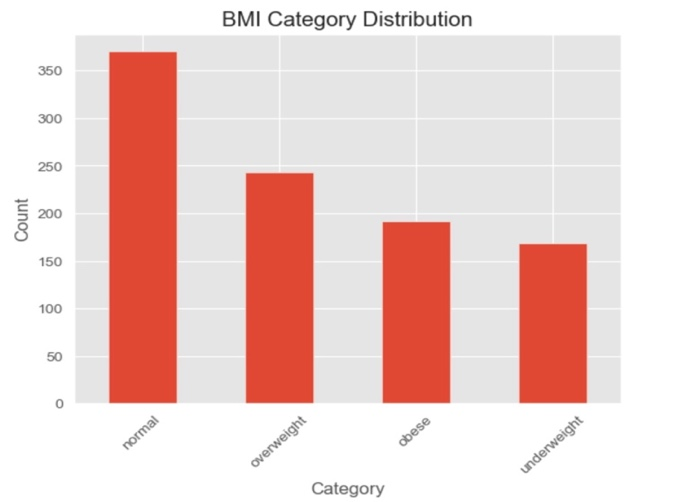 BMI Category Distribution
350
300
250
200
150
100
50
0
Count
normal
overweight
obese
underweight
Category